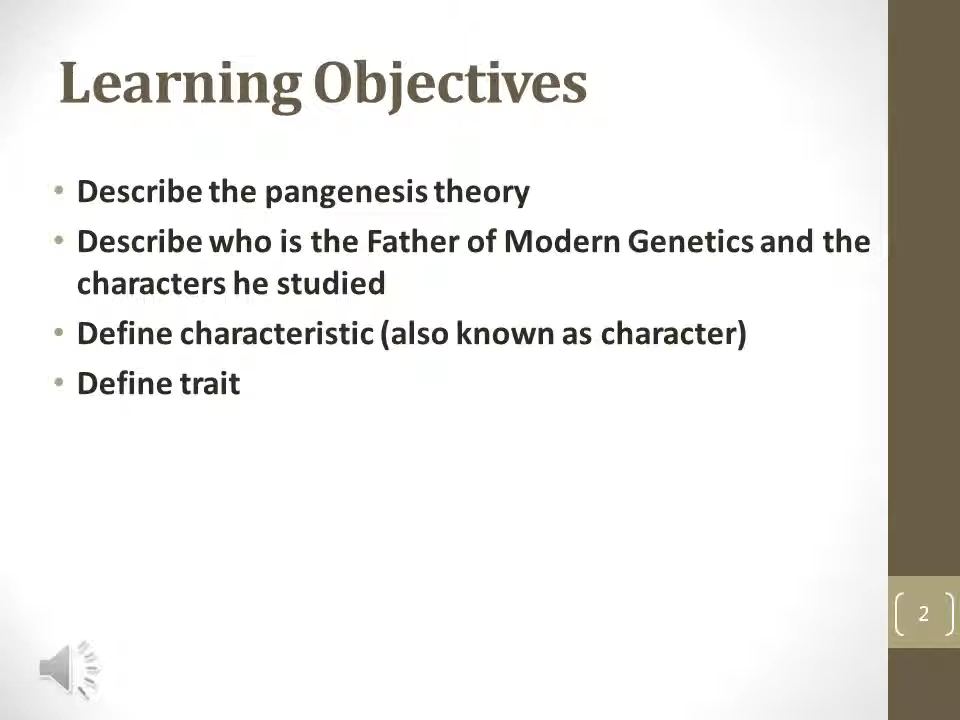 Learning Objectives
• Describe the pangenesis theory
• Describe who is the Father of Modern Genetics and the
characters he studied
• Define characteristic (also known as character)
• Define trait
2